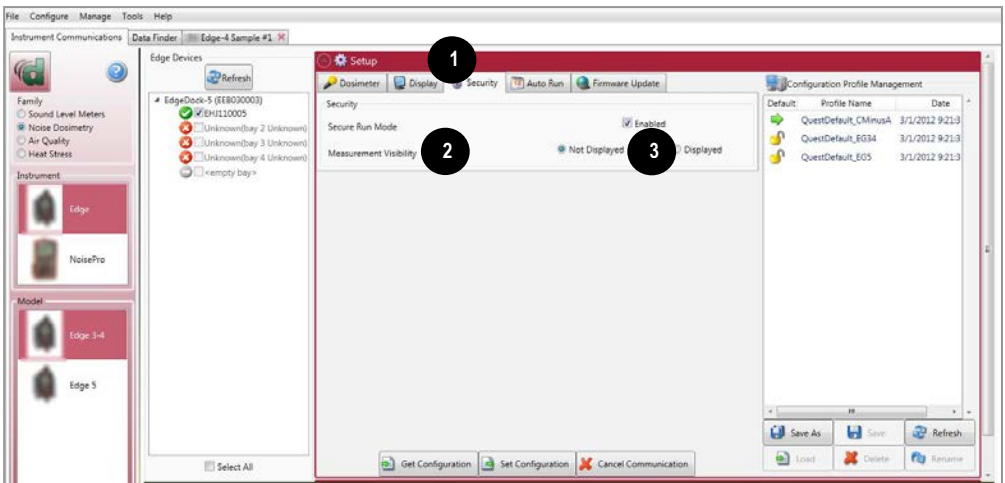 File Configure Manage Tools Help
Instrument Communications Data Finder Edge-4 Sample #1
Family
Sound Level Meters
Noise Dosimetry
Air Quality
Heat Stress
Instrument
Edge
NoisePro
Model
Edge 3-4
Edge 5
Edge Devices
Refresh
EdgeDock-5 (EEB030003)
EHJ110005
Unknown(bay 2 Unknown)
Unknown(bay 3 Unknown)
Unknown(bay 4 Unknown)
<empty bay>
Select All
Setup
1
Dosimeter Display Security Auto Run Firmware Update
Security
Secure Run Mode Enabled
Measurement Visibility 2 Not Displayed 3 Displayed
Get Configuration Set Configuration Cancel Communication
Configuration Profile Management
Default Profile Name Date
QuestDefault_CMinusA 3/1/2012 9:21:3
QuestDefault_EG34 3/1/2012 9:21:3
QuestDefault_EG5 3/1/2012 9:21:3
Save As Save Refresh
Load Delete Rename